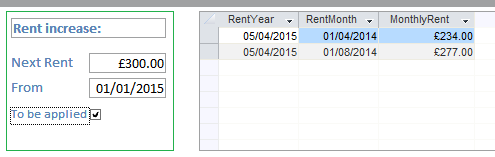 Rent increase:
Next Rent £300.00
From 01/01/2015
To be applied
RentYear RentMonth MonthlyRent
05/04/2015 01/04/2014 £234.00
05/04/2015 01/08/2014 £277.00